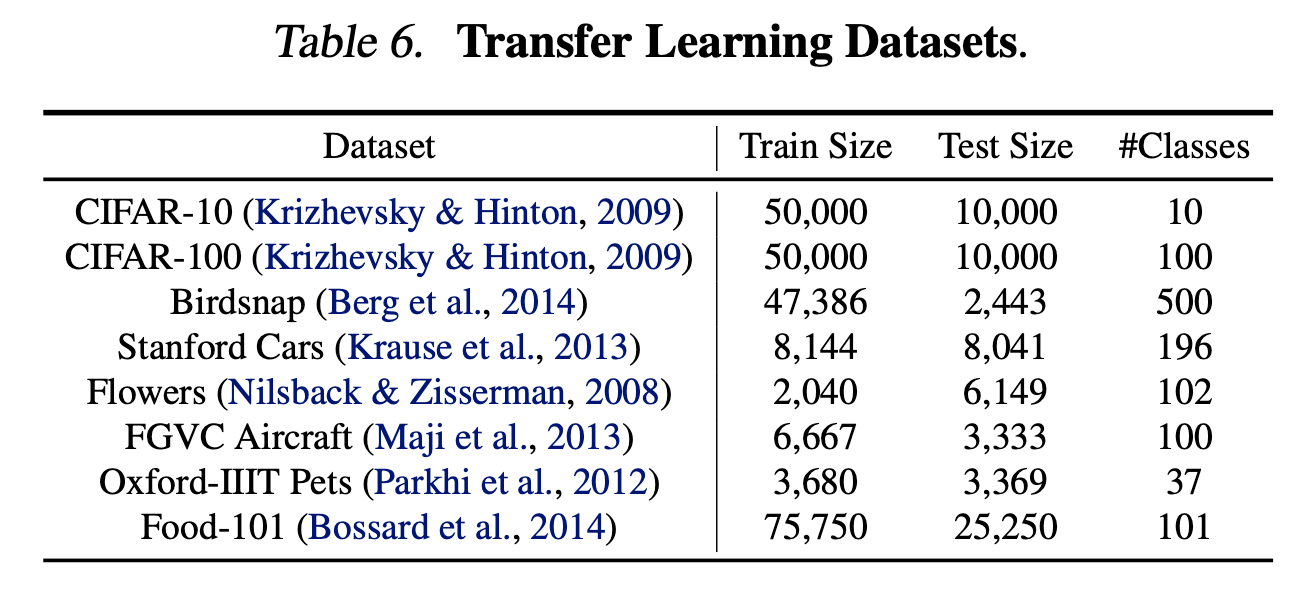 Table 6. Transfer Learning Datasets.
Dataset Train Size Test Size #Classes
CIFAR-10 (Krizhevsky & Hinton, 2009) 50,000 10,000 10
CIFAR-100 (Krizhevsky & Hinton, 2009) 50,000 10,000 100
Birdsnap (Berg et al., 2014) 47,386 2,443 500
Stanford Cars (Krause et al., 2013) 8,144 8,041 196
Flowers (Nilsback & Zisserman, 2008) 2,040 6,149 102
FGVC Aircraft (Maji et al., 2013) 6,667 3,333 100
Oxford-IIIT Pets (Parkhi et al., 2012) 3,680 3,369 37
Food-101 (Bossard et al., 2014) 75,750 25,250 101